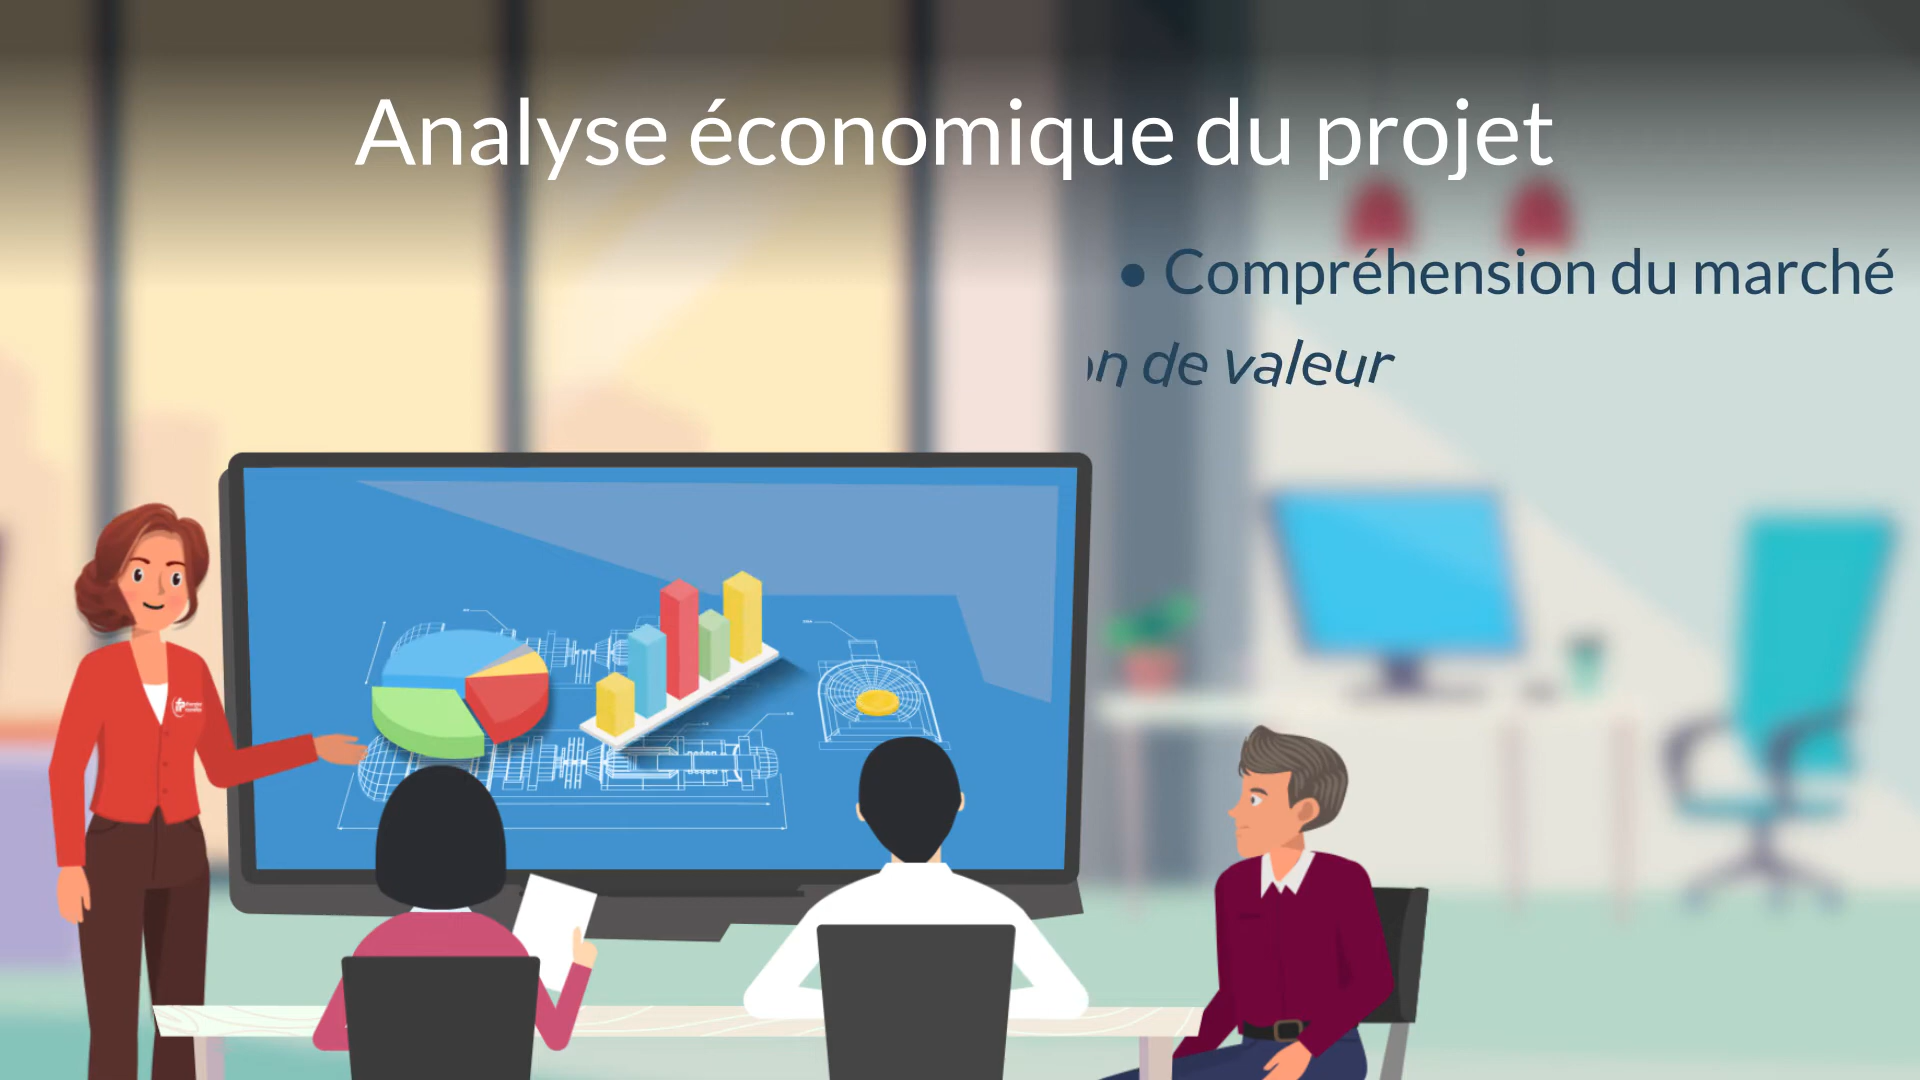 Analyse économique du projet
• Compréhension du marché
n de valeur